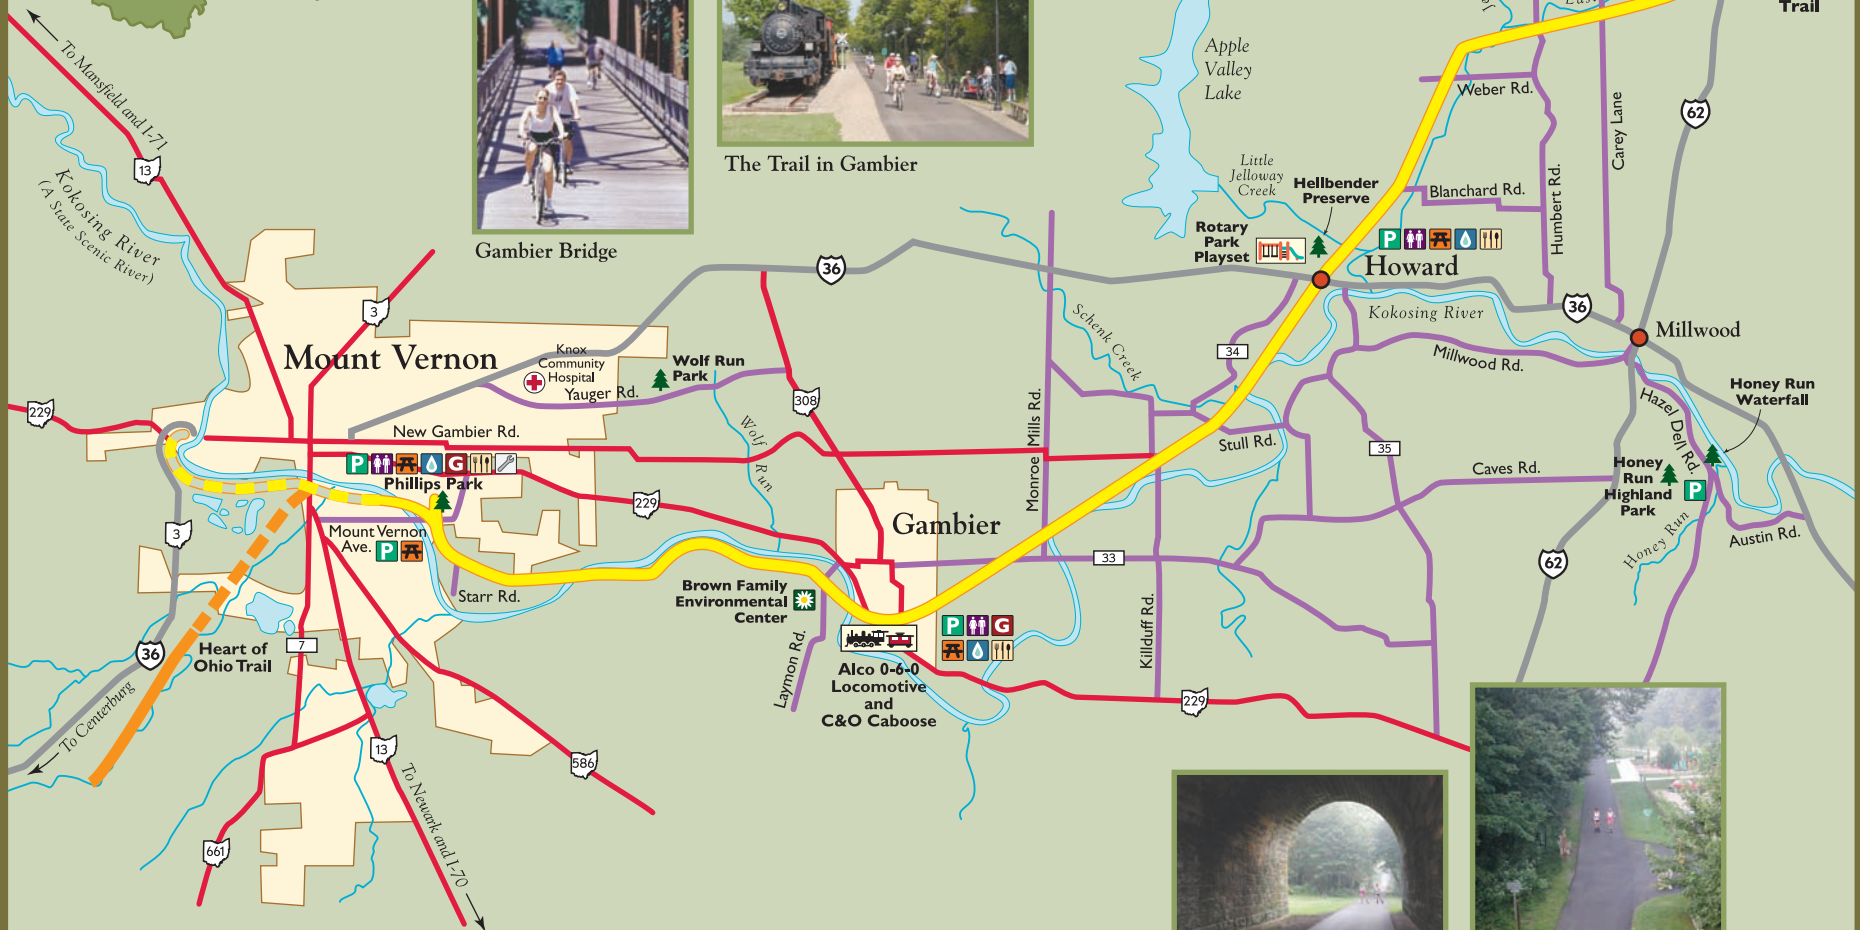 Trail
To Mansfield and I-71
13
Kokosing River
(A State Scenic River)
Gambier Bridge
The Trail in Gambier
Apple
Valley
Lake
Little
Jelloway
Creek
Hellbender
Preserve
Rotary
Park
Playset
P
Howard
Weber Rd.
Blanchard Rd.
Humbert Rd.
Carey Lane
62
36
36
Kokosing River
Millwood
Millwood Rd.
Honey Run
Waterfall
Hazel Dell Rd.
Honey
Run
Highland
Park
P
Honey Run
Austin Rd.
62
3
Mount Vernon
Knox
Community
Hospital
Yauger Rd.
Wolf Run
Park
Wolf Run
308
229
New Gambier Rd.
P
G
Phillips Park
Mount Vernon
Ave.
P
229
Starr Rd.
3
36
To Centerburg
Heart of
Ohio Trail
7
13
To Newark and I-70
586
661
Gambier
Brown Family
Environmental
Center
Laymon Rd.
Alco 0-6-0
Locomotive
and
C&O Caboose
P
G
Schenk Creek
Monroe Mills Rd.
34
Stull Rd.
35
Caves Rd.
33
Killduff Rd.
229